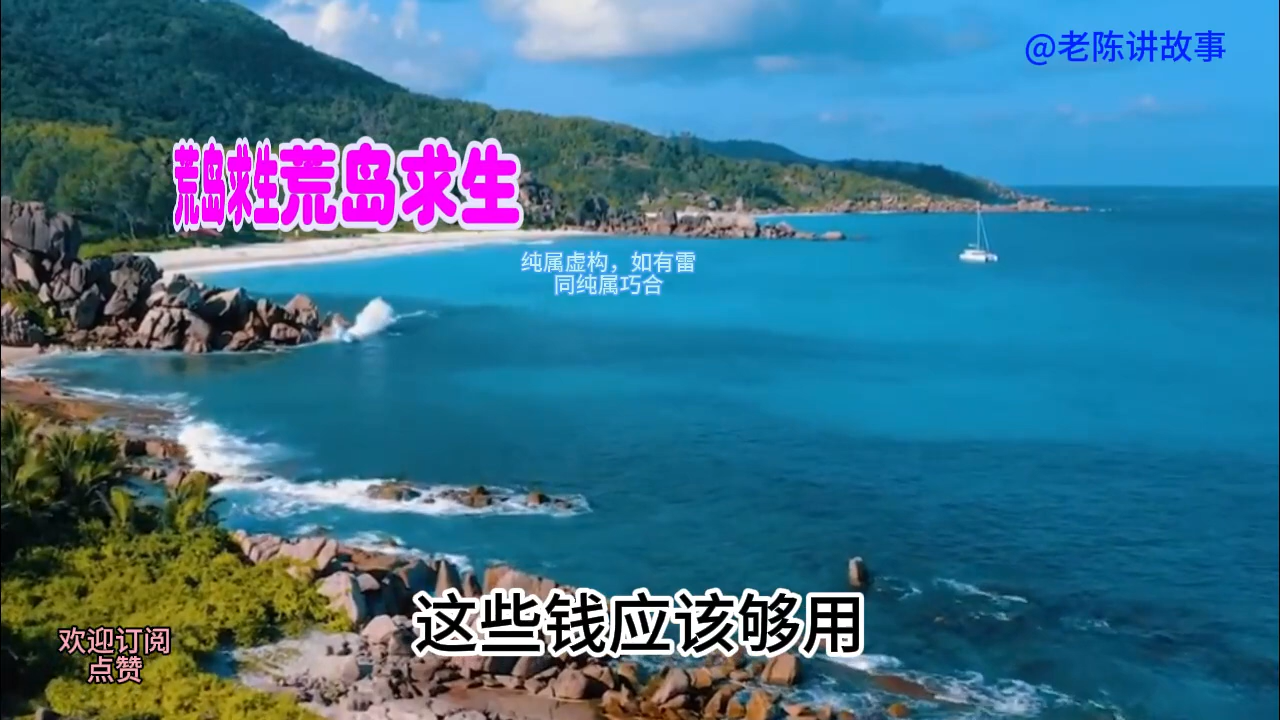 @老陈讲故事
荒岛求生荒岛求生
纯属虚构，如有雷
同纯属巧合
这些钱应该够用
欢迎订阅
点赞